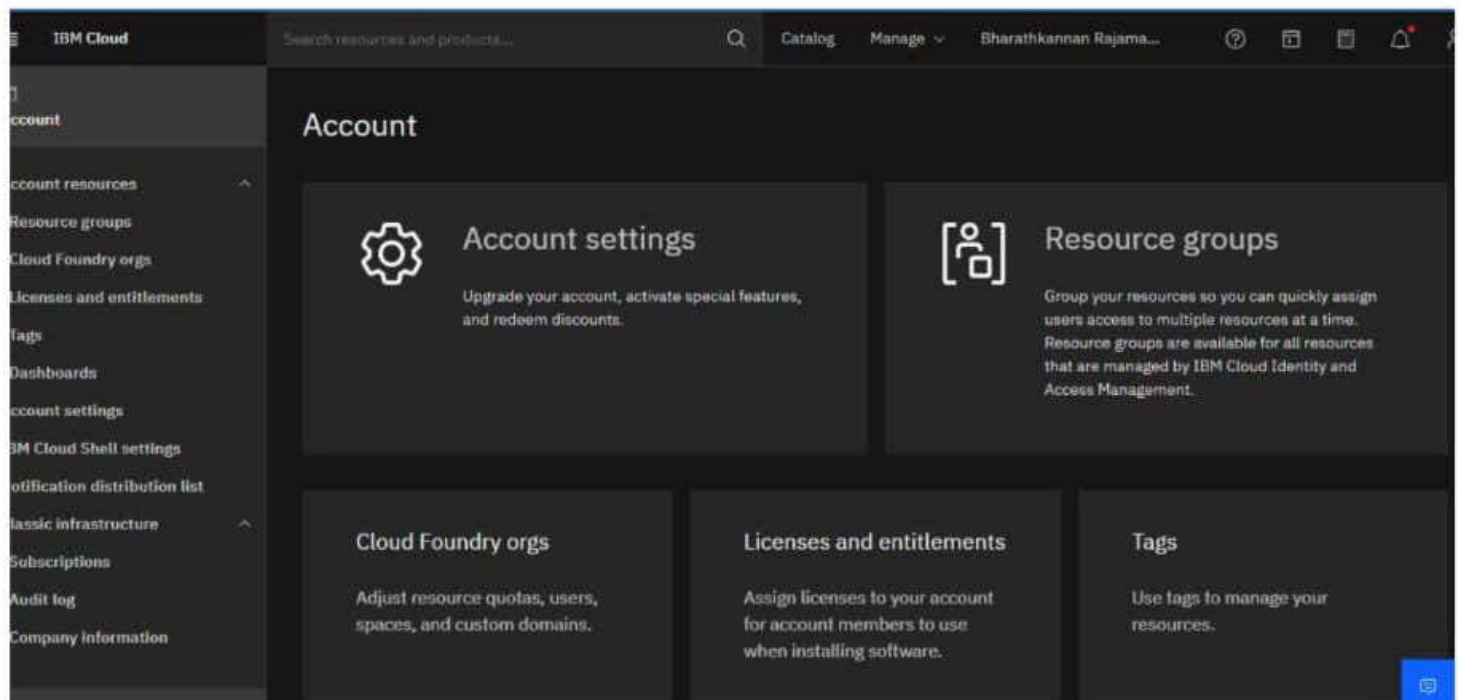 IBM Cloud
Search resources and products...
Catalog
Manage
Bharathkannan Rajama...
ccount
Account
ccount resources
Resource groups
Cloud Foundry orgs
Licenses and entitlements
Tags
Dashboards
ccount settings
BM Cloud Shell settings
otification distribution list
lassic infrastructure
Subscriptions
Audit log
Company information
Account settings
Upgrade your account, activate special features,
and redeem discounts.
Resource groups
Group your resources so you can quickly assign
users access to multiple resources at a time.
Resource groups are available for all resources
that are managed by IBM Cloud Identity and
Access Management.
Cloud Foundry orgs
Adjust resource quotas, users,
spaces, and custom domains.
Licenses and entitlements
Assign licenses to your account
for account members to use
when installing software.
Tags
Use tags to manage your
resources.